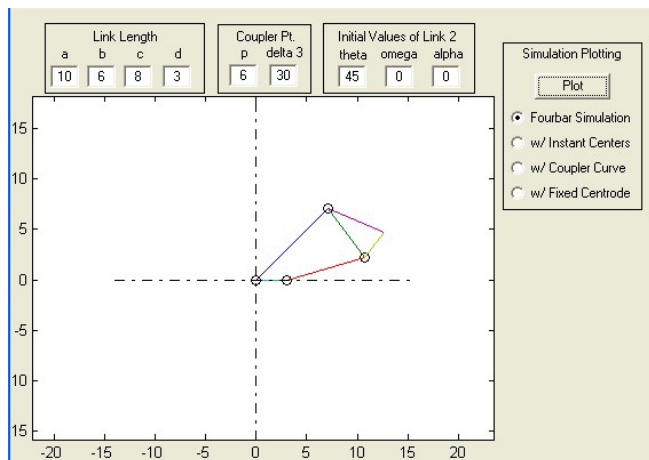 Link Length
a b c d
10 6 8 3
Coupler Pt.
p delta 3
6 30
Initial Values of Link 2
theta omega alpha
45 0 0
Simulation Plotting
Plot
Fourbar Simulation
w/ Instant Centers
w/ Coupler Curve
w/ Fixed Centrode
15
10
5
0
-5
-10
15
-20 -15 -10 -5 0 5 10 15 20